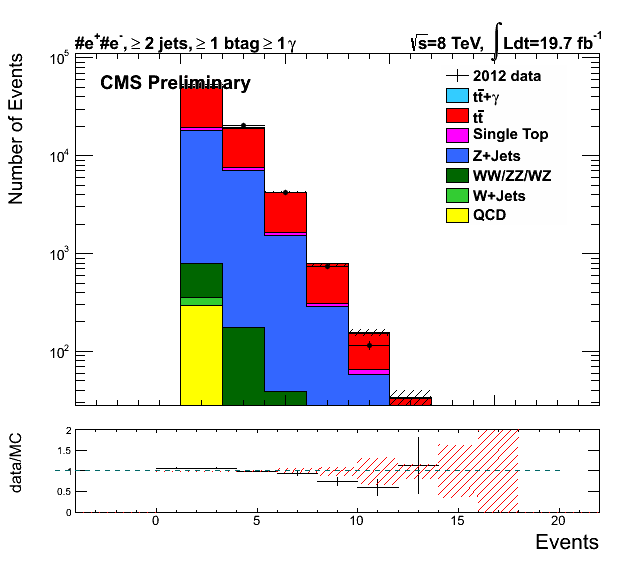 #e⁺#e⁻, ≥ 2 jets, ≥ 1 btag ≥ 1 γ
√s=8 TeV, ∫Ldt=19.7 fb⁻¹
CMS Preliminary
2012 data
tt̄+γ
tt̄
Single Top
Z+Jets
WW/ZZ/WZ
W+Jets
QCD
Number of Events
10⁵
10⁴
10³
10²
data/MC
2
1.5
1
0.5
0
0 5 10 15 20
Events